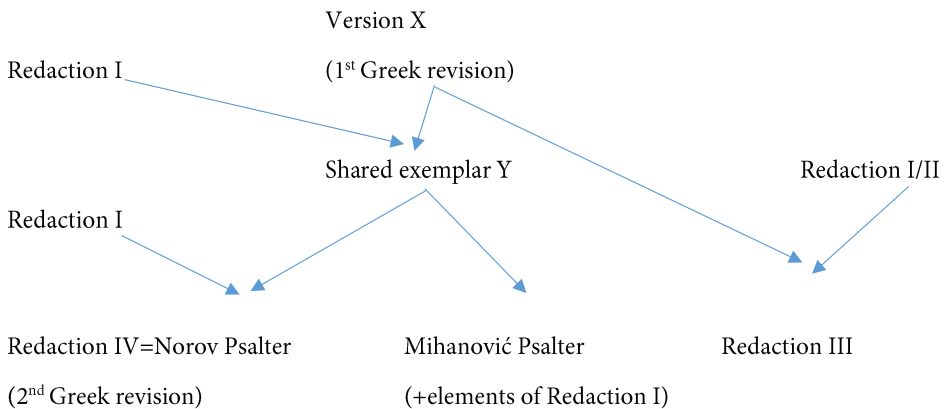 Version X
Redaction I
(1st Greek revision)
Shared exemplar Y
Redaction I/II
Redaction I
Redaction IV=Norov Psalter
Mihanović Psalter
Redaction III
(2nd Greek revision)
(+elements of Redaction I)